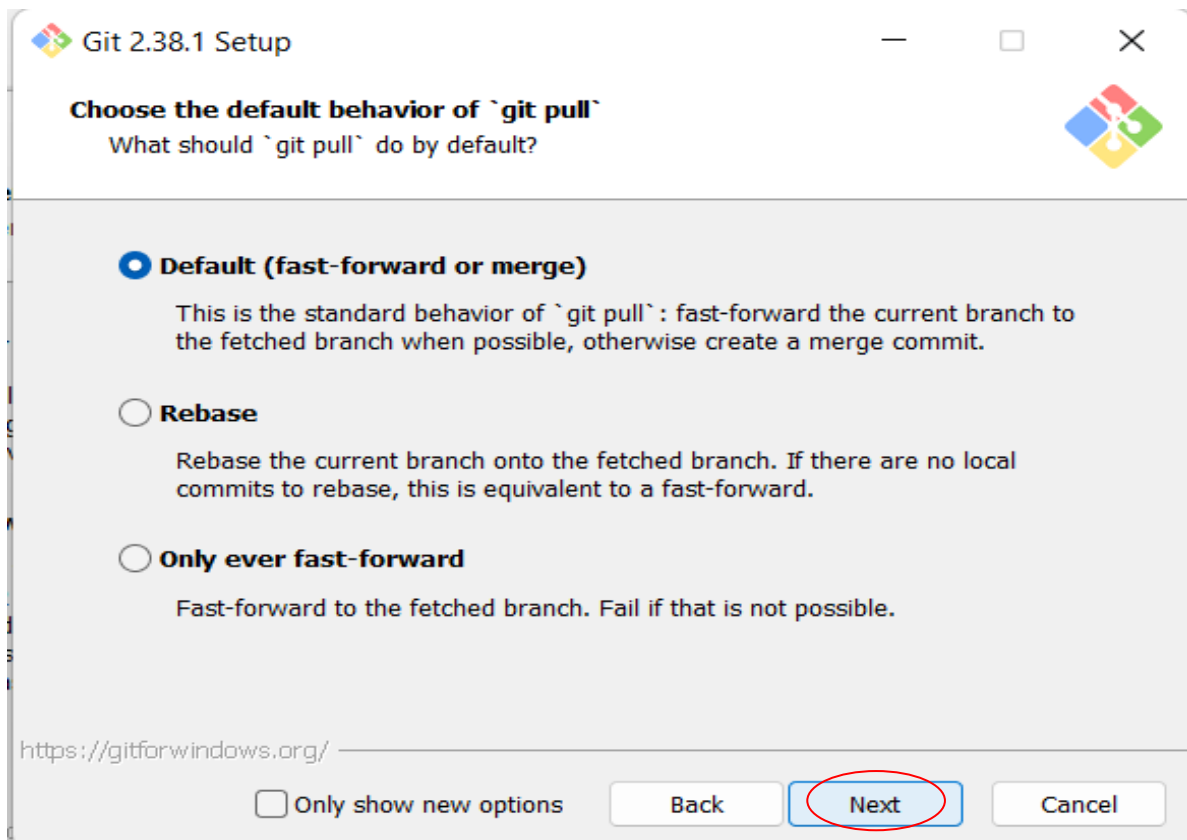 Git 2.38.1 Setup
Choose the default behavior of `git pull`
What should `git pull` do by default?
Default (fast-forward or merge)
This is the standard behavior of `git pull`: fast-forward the current branch to
the fetched branch when possible, otherwise create a merge commit.
Rebase
Rebase the current branch onto the fetched branch. If there are no local
commits to rebase, this is equivalent to a fast-forward.
Only ever fast-forward
Fast-forward to the fetched branch. Fail if that is not possible.
https://gitforwindows.org/
Only show new options
Back
Next
Cancel